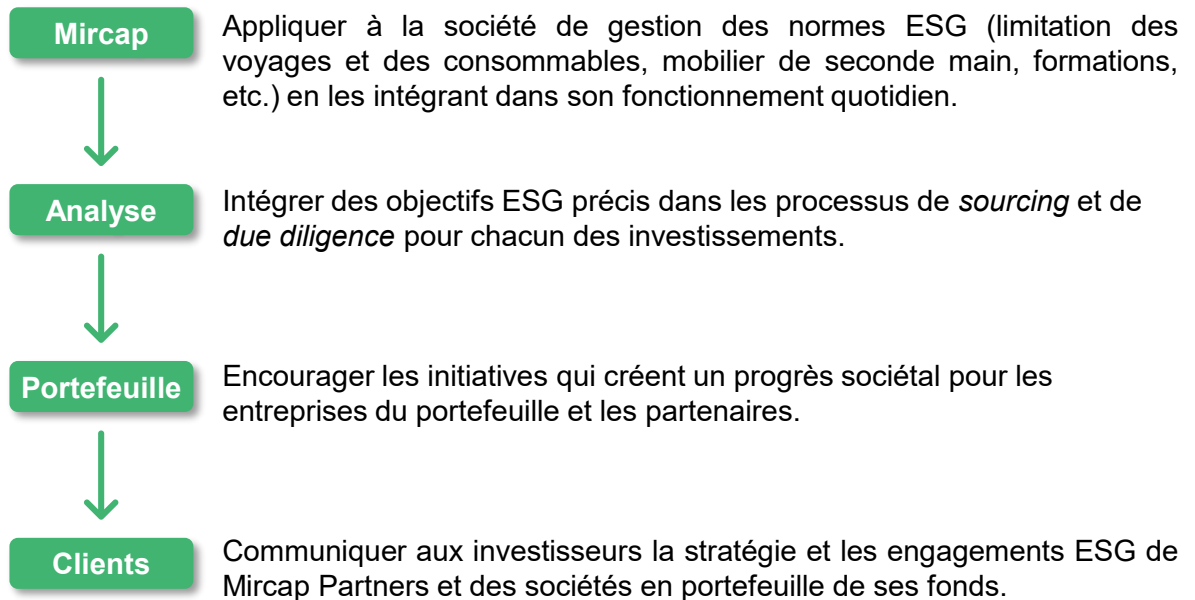 Mircap
Appliquer à la société de gestion des normes ESG (limitation des
voyages et des consommables, mobilier de seconde main, formations,
etc.) en les intégrant dans son fonctionnement quotidien.
Analyse
Intégrer des objectifs ESG précis dans les processus de sourcing et de
due diligence pour chacun des investissements.
Portefeuille
Encourager les initiatives qui créent un progrès sociétal pour les
entreprises du portefeuille et les partenaires.
Clients
Communiquer aux investisseurs la stratégie et les engagements ESG de
Mircap Partners et des sociétés en portefeuille de ses fonds.